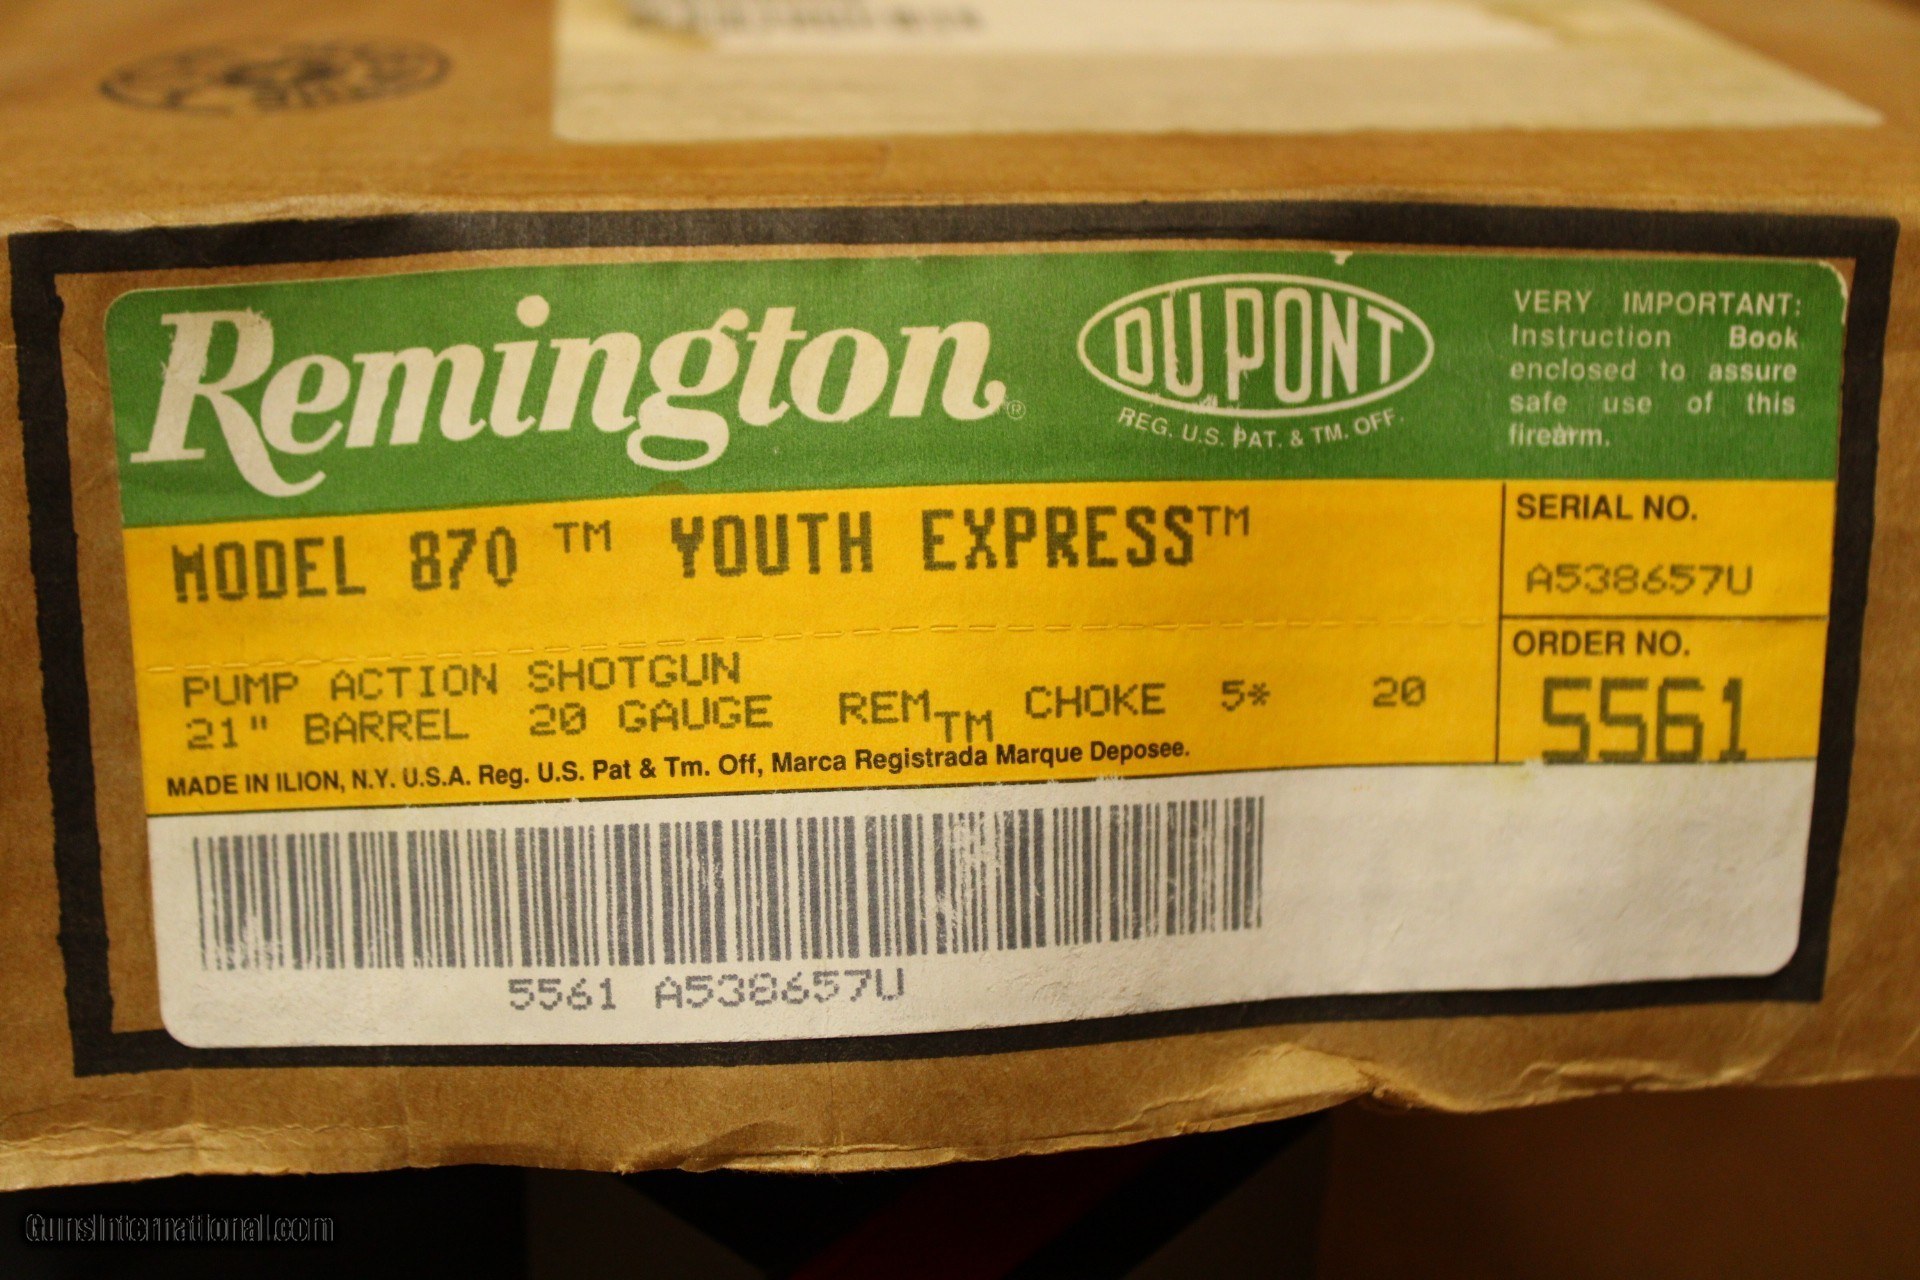 Remington®
DU PONT
REG. U.S. PAT. & TM. OFF.
VERY IMPORTANT:
Instruction Book
enclosed to assure
safe use of this
firearm.
MODEL 870 ™ YOUTH EXPRESS™
SERIAL NO.
A538657U
PUMP ACTION SHOTGUN
21" BARREL 20 GAUGE REM™ CHOKE 5* 20
ORDER NO.
5561
MADE IN ILION, N.Y. U.S.A. Reg. U.S. Pat & Tm. Off, Marca Registrada Marque Deposee.
5561 A538657U
GunsInternational.com